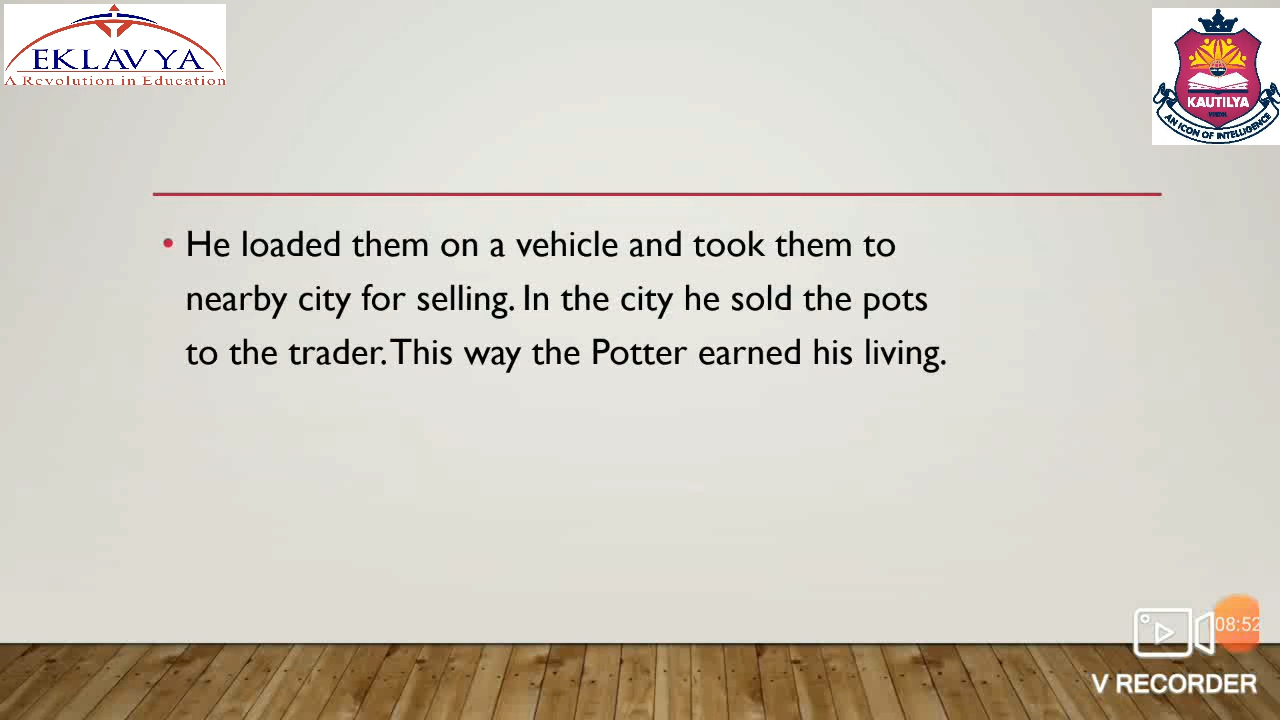 EKLAVYA
A Revolution in Education
KAUTILYA
AN ICON OF INTELLIGENCE
• He loaded them on a vehicle and took them to
nearby city for selling. In the city he sold the pots
to the trader. This way the Potter earned his living.
08:52
V RECORDER